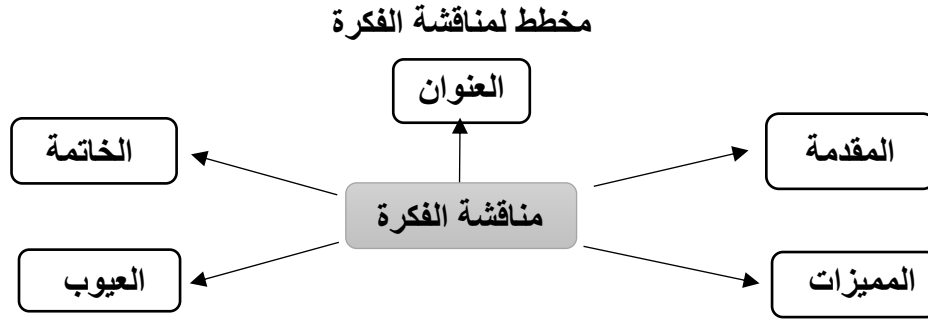 مخطط لمناقشة الفكرة
العنوان
المقدمة
الخاتمة
مناقشة الفكرة
المميزات
العيوب